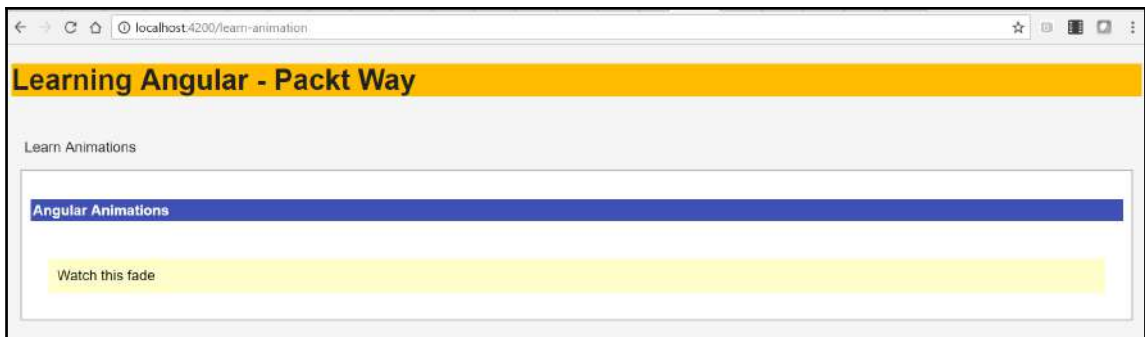 localhost:4200/learn-animation
Learning Angular - Packt Way
Learn Animations
Angular Animations
Watch this fade